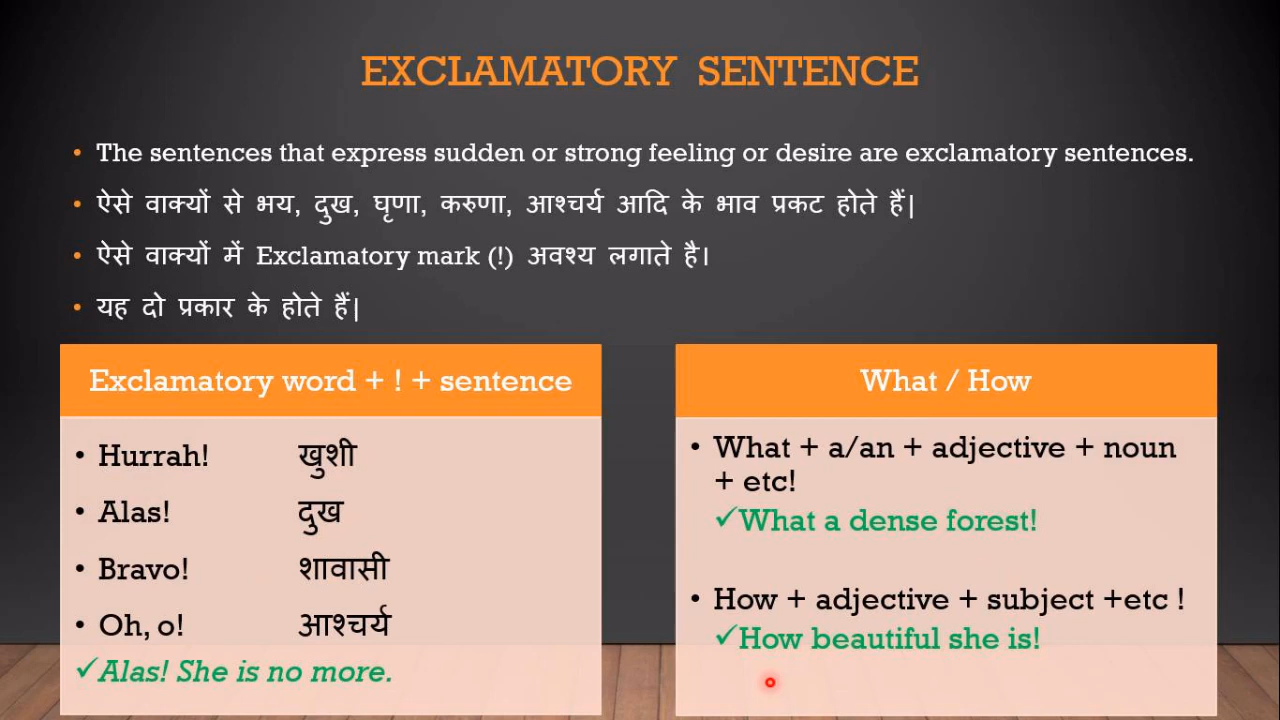 EXCLAMATORY SENTENCE
• The sentences that express sudden or strong feeling or desire are exclamatory sentences.
• ऐसे वाक्यों से भय, दुख, घृणा, करुणा, आश्चर्य आदि के भाव प्रकट होते हैं|
• ऐसे वाक्यों में Exclamatory mark (!) अवश्य लगाते है।
• यह दो प्रकार के होते हैं|
Exclamatory word + ! + sentence
• Hurrah! खुशी
• Alas! दुख
• Bravo! शावासी
• Oh, o! आश्चर्य
✓Alas! She is no more.
What / How
• What + a/an + adjective + noun
+ etc!
✓What a dense forest!
• How + adjective + subject +etc !
✓How beautiful she is!